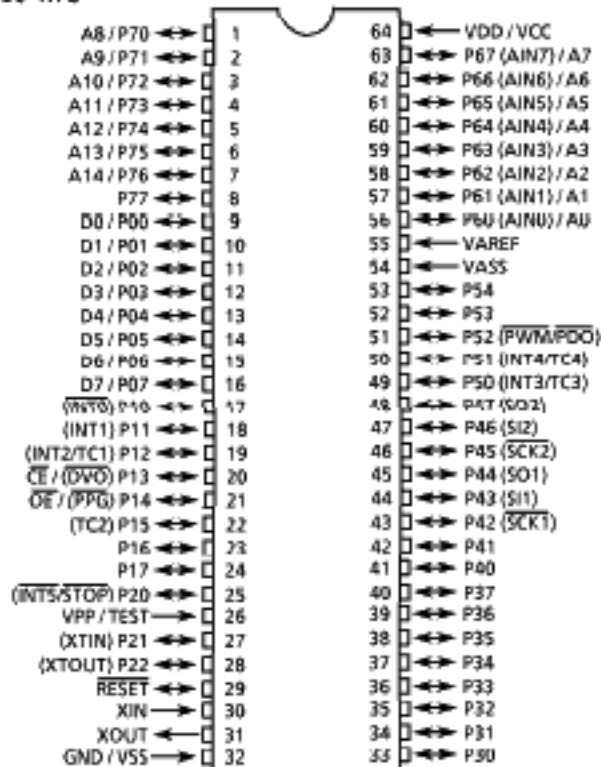 A8 / P70 1 64 VDD / VCC
A9 / P71 2 63 P67 (AIN7) / A7
A10 / P72 3 62 P66 (AIN6) / A6
A11 / P73 4 61 P65 (AIN5) / A5
A12 / P74 5 60 P64 (AIN4) / A4
A13 / P75 6 59 P63 (AIN3) / A3
A14 / P76 7 58 P62 (AIN2) / A2
P77 8 57 P61 (AIN1) / A1
D0 / P00 9 56 P60 (AIN0) / A0
D1 / P01 10 55 VAREF
D2 / P02 11 54 VASS
D3 / P03 12 53 P54
D4 / P04 13 52 P53
D5 / P05 14 51 P52 (PWM/PDO)
D6 / P06 15 50 P51 (INT4/TC4)
D7 / P07 16 49 P50 (INT3/TC3)
(INT0) P10 17 48 P47 (SO2)
(INT1) P11 18 47 P46 (SI2)
(INT2/TC1) P12 19 46 P45 (SCK2)
CE / (DVO) P13 20 45 P44 (SO1)
OE / (PPG) P14 21 44 P43 (SI1)
(TC2) P15 22 43 P42 (SCK1)
P16 23 42 P41
P17 24 41 P40
(INT5/STOP) P20 25 40 P37
VPP / TEST 26 39 P36
(XTIN) P21 27 38 P35
(XTOUT) P22 28 37 P34
RESET 29 36 P33
XIN 30 35 P32
XOUT 31 34 P31
GND / VSS 32 33 P30